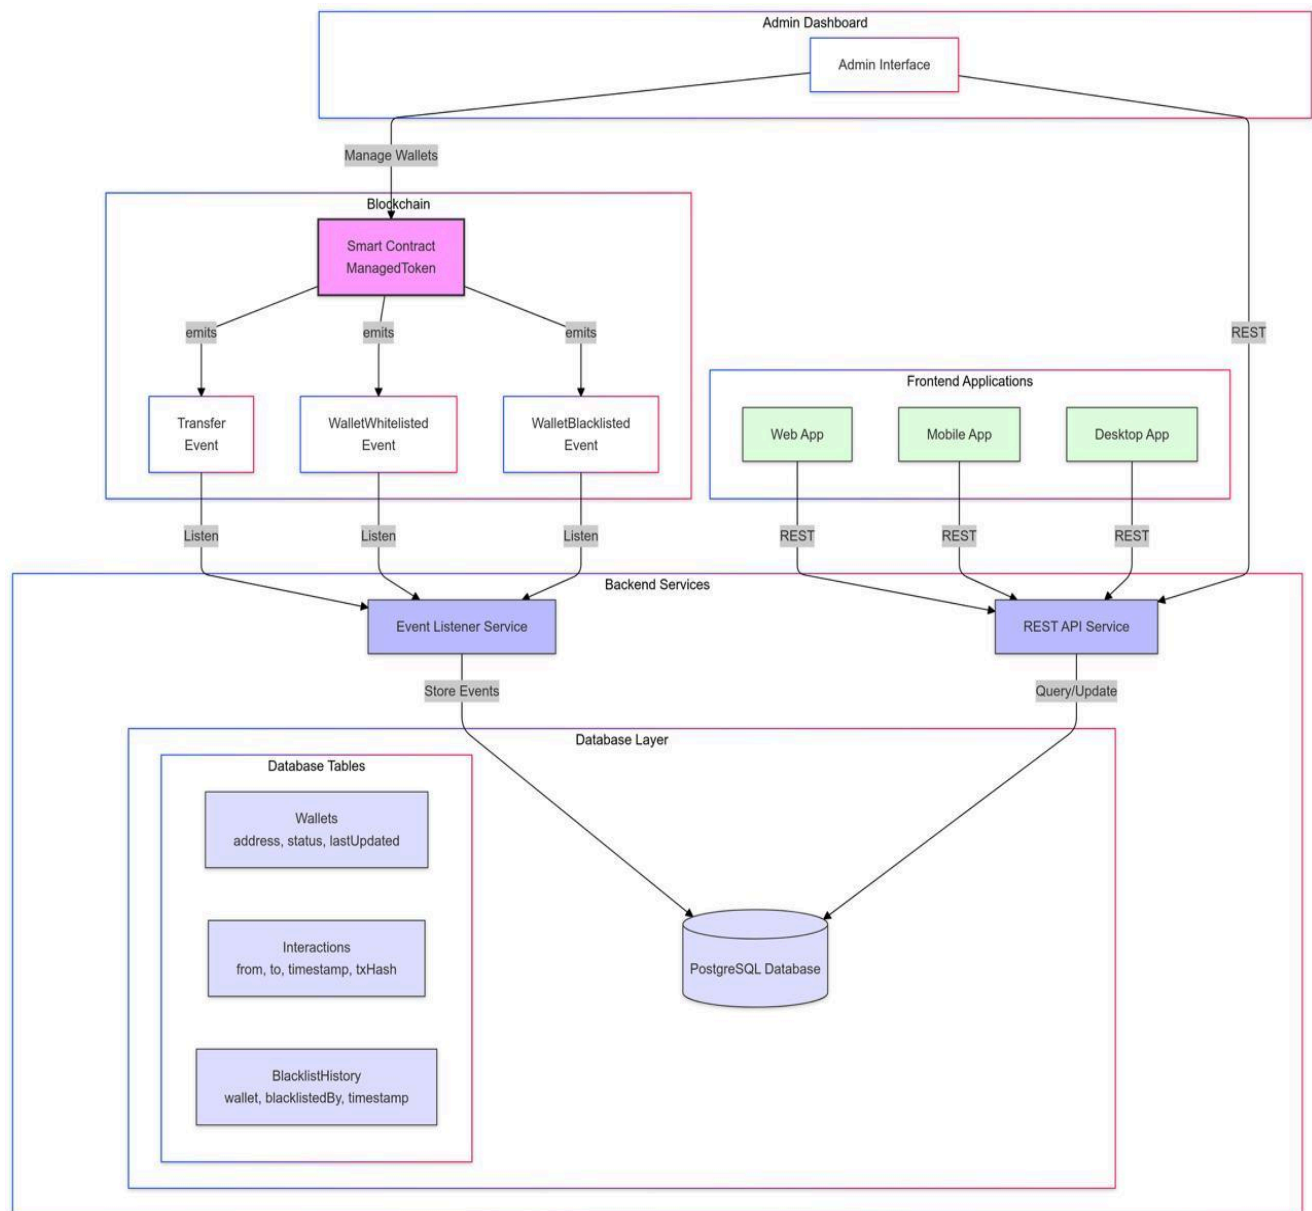 Admin Dashboard
Admin Interface
Manage Wallets
Blockchain
Smart Contract
ManagedToken
emits
emits
emits
REST
Transfer
Event
WalletWhitelisted
Event
WalletBlacklisted
Event
Frontend Applications
Web App
Mobile App
Desktop App
Listen
Listen
Listen
REST
REST
REST
Backend Services
Event Listener Service
REST API Service
Store Events
Query/Update
Database Layer
Database Tables
Wallets
address, status, lastUpdated
Interactions
from, to, timestamp, txHash
PostgreSQL Database
BlacklistHistory
wallet, blacklistedBy, timestamp